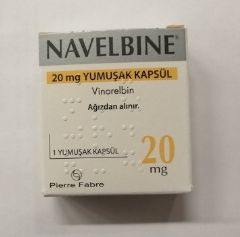 NAVELBINE®
20 mg YUMUŞAK KAPSÜL
Vinorelbin
Ağızdan alınır.
1 YUMUŞAK KAPSÜL
20
mg
Pierre Fabre